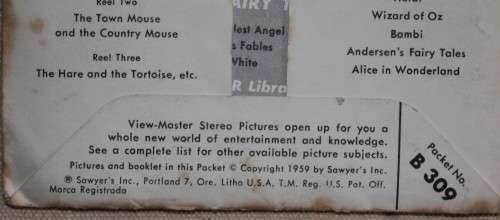 Reel Two
The Town Mouse
and the Country Mouse
Reel Three
The Hare and the Tortoise, etc.
AIRY
lest Angel
s Fables
White
R Libra
Wizard of Oz
Bambi
Andersen's Fairy Tales
Alice in Wonderland
View-Master Stereo Pictures open up for you a
whole new world of entertainment and knowledge.
See a complete list for other available picture subjects.
Pictures and booklet in this Packet © Copyright 1959 by Sawyer's Inc.
® Sawyer's Inc., Portland 7, Ore. Litho U.S.A. T.M. Reg. U.S. Pat. Off.
Marca Registrada
Packet No.
B 309